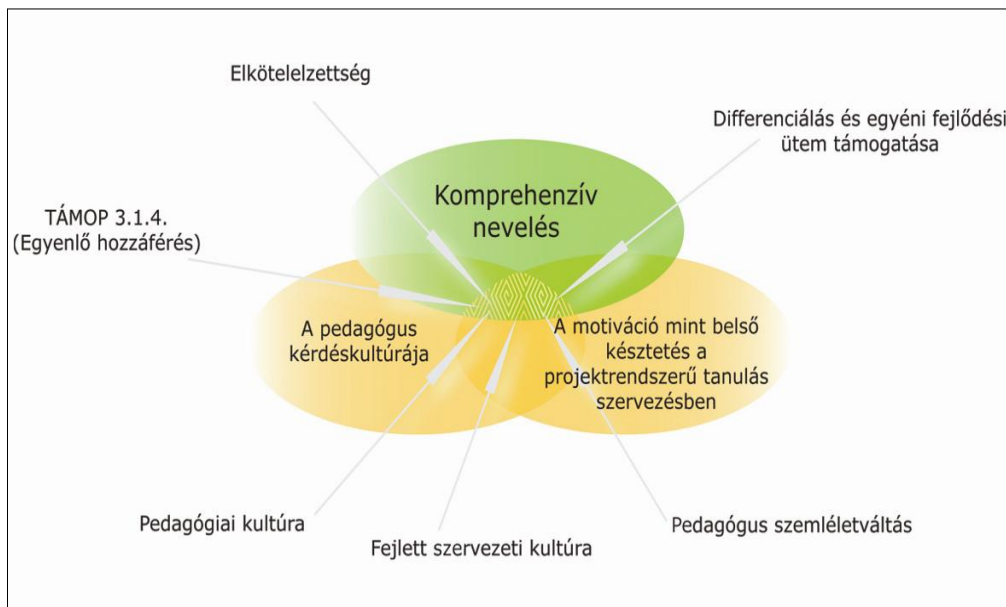 Elkötelelzettség
Differenciálás és egyéni fejlődési
ütem támogatása
Komprehenzív
nevelés
TÁMOP 3.1.4.
(Egyenlő hozzáférés)
A pedagógus
kérdéskultúrája
A motiváció mint belső
késztetés a
projektrendszerű tanulás
szervezésben
Pedagógiai kultúra
Fejlett szervezeti kultúra
Pedagógus szemléletváltás